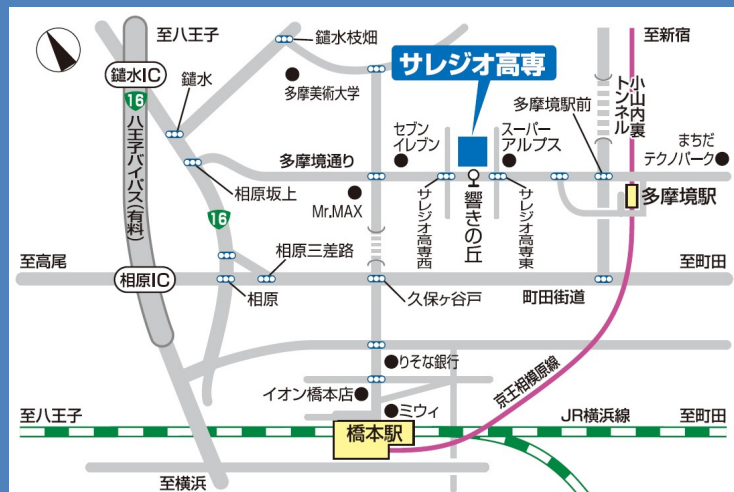 至八王子
鑓水枝畑
サレジオ高専
至新宿
鑓水IC
鑓水
多摩美術大学
16
八王子バイパス(有料)
小山内裏
トンネル
多摩境駅前
セブン
イレブン
スーパー
アルプス
まちだ
テクノパーク
多摩境通り
相原坂上
Mr.MAX
サレジオ高専西
響きの丘
サレジオ高専東
多摩境駅
16
至高尾
相原IC
相原三差路
相原
久保ヶ谷戸
町田街道
至町田
りそな銀行
イオン橋本店
ミウィ
京王相模原線
至八王子
橋本駅
JR横浜線
至町田
至横浜